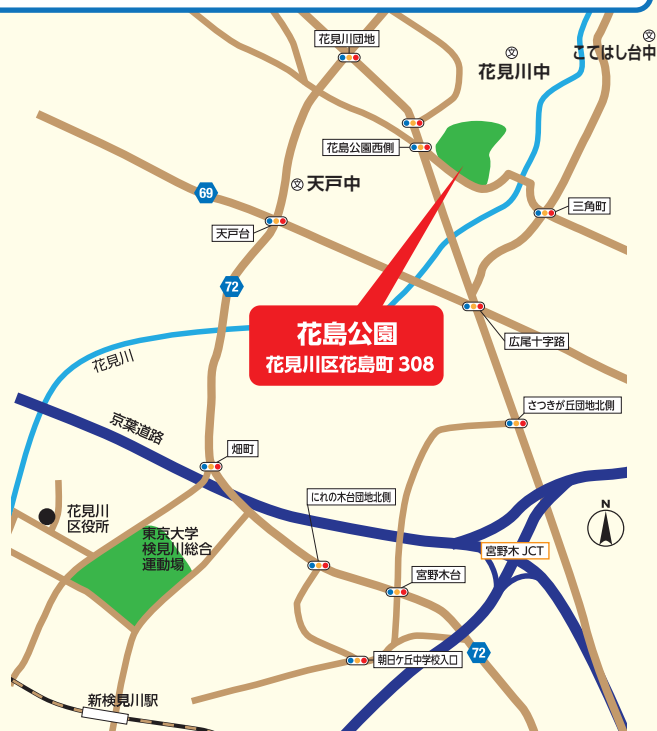 花見川団地
こてはし台中
花見川中
花島公園西側
天戸中
69
三角町
天戸台
72
花島公園
花見川区花島町 308
広尾十字路
花見川
さつきが丘団地北側
京葉道路
畑町
にれの木台団地北側
N
花見川
区役所
東京大学
検見川総合
運動場
宮野木 JCT
宮野木台
朝日ケ丘中学校入口
72
新検見川駅